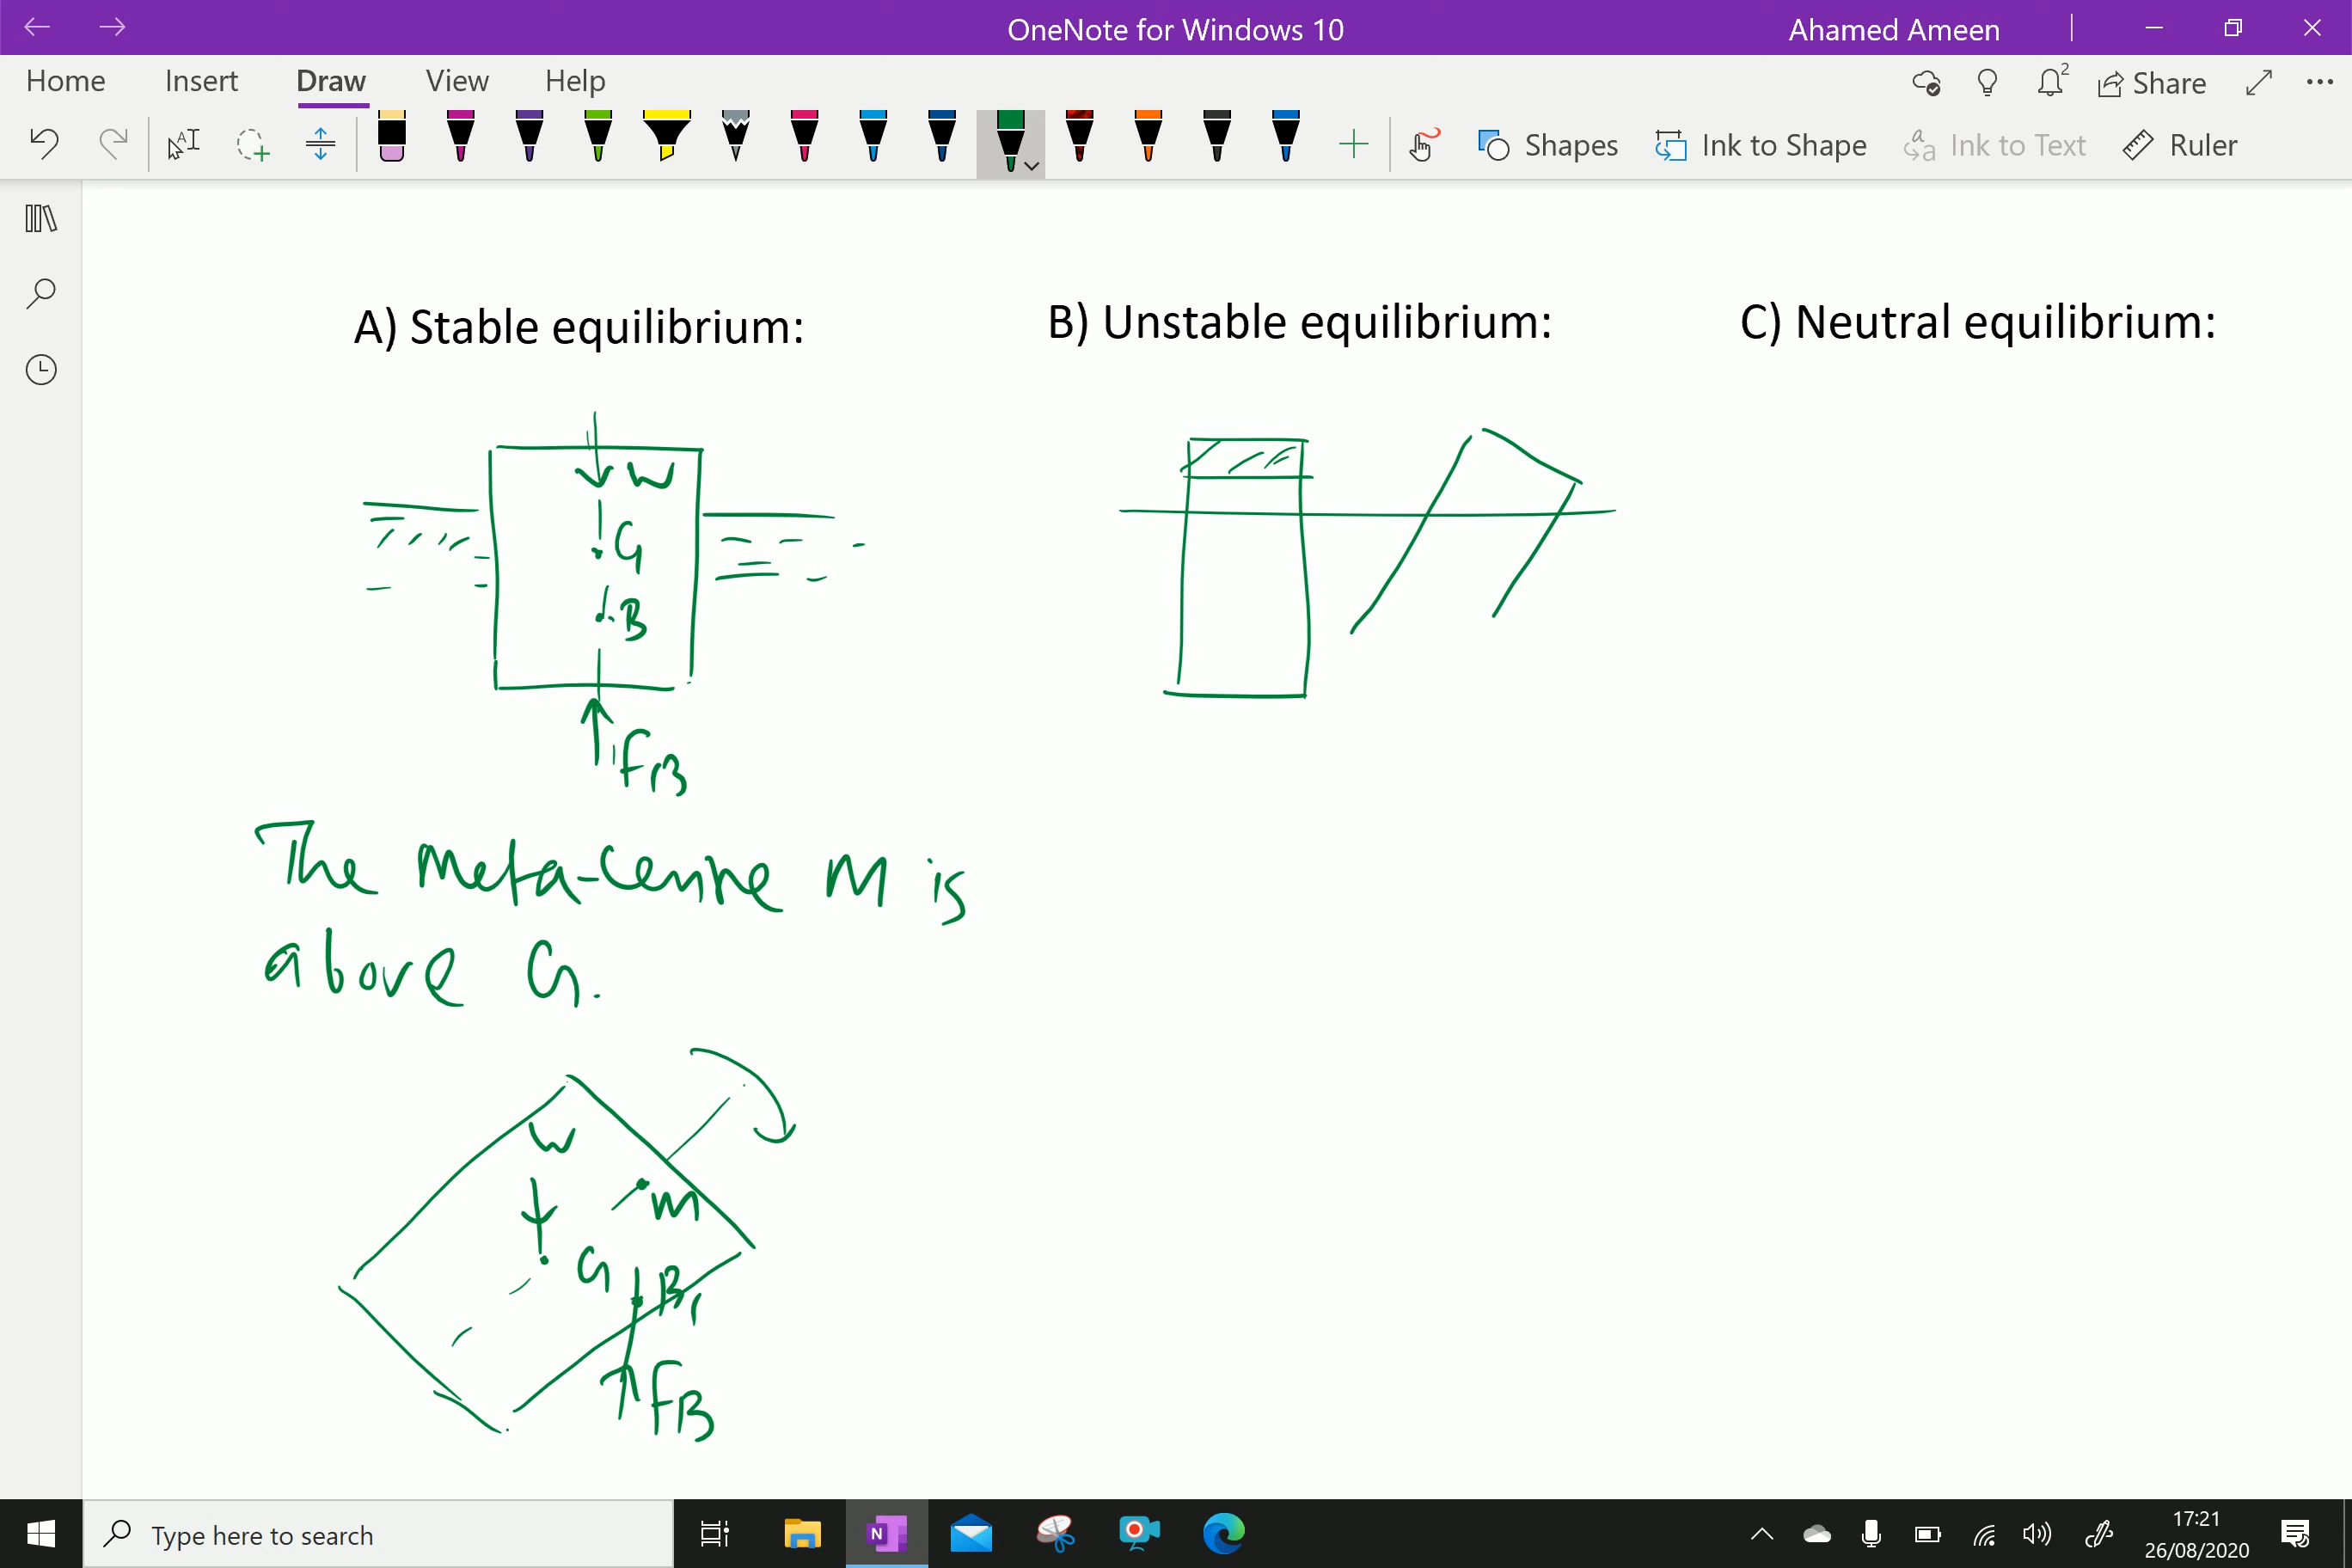 OneNote for Windows 10
Ahamed Ameen
Home Insert Draw View Help
2 Share
Shapes Ink to Shape Ink to Text Ruler
A) Stable equilibrium:
B) Unstable equilibrium:
C) Neutral equilibrium:
W
G
B
FB
The meta-centre M is
above G.
W
M
G
B1
FB
Type here to search
17:21
26/08/2020